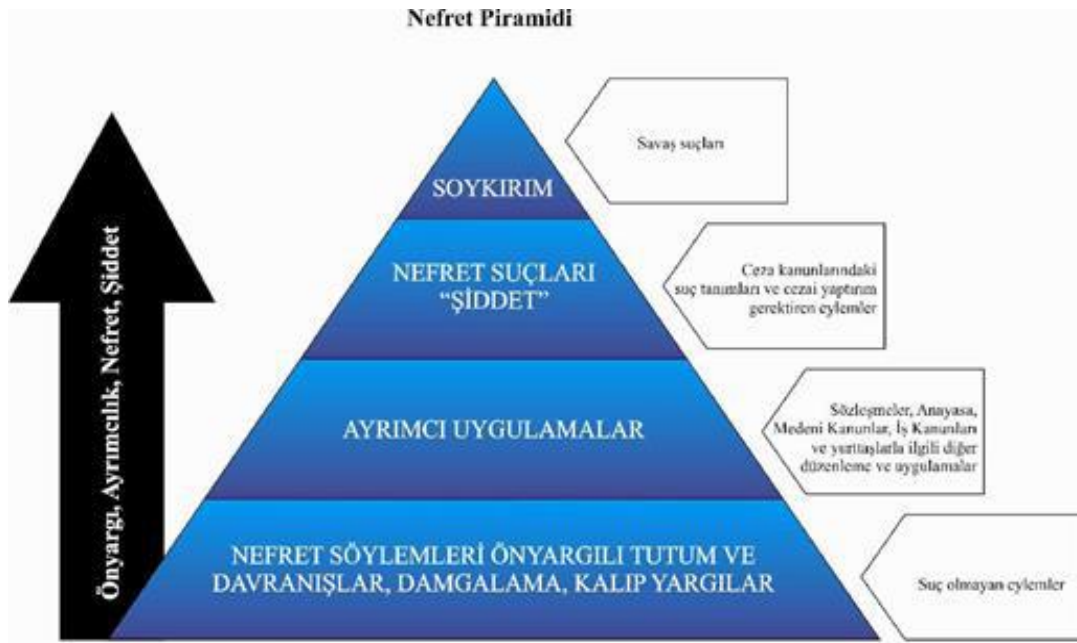 Nefret Piramidi
Önyargı, Ayrımcılık, Nefret, Şiddet
SOYKIRIM
Savaş suçları
NEFRET SUÇLARI
“ŞİDDET”
Ceza kanunlarındaki
suç tanımları ve cezai yaptırım
gerektiren eylemler
AYRIMCI UYGULAMALAR
Sözleşmeler, Anayasa,
Medeni Kanunlar, İş Kanunları
ve yurttaşlarla ilgili diğer
düzenleme ve uygulamalar
NEFRET SÖYLEMLERİ ÖNYARGILI TUTUM VE
DAVRANIŞLAR, DAMGALAMA, KALIP YARGILAR
Suç olmayan eylemler